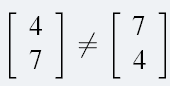 [ 4 ] ≠ [ 7 ]
[ 7 ]   [ 4 ]